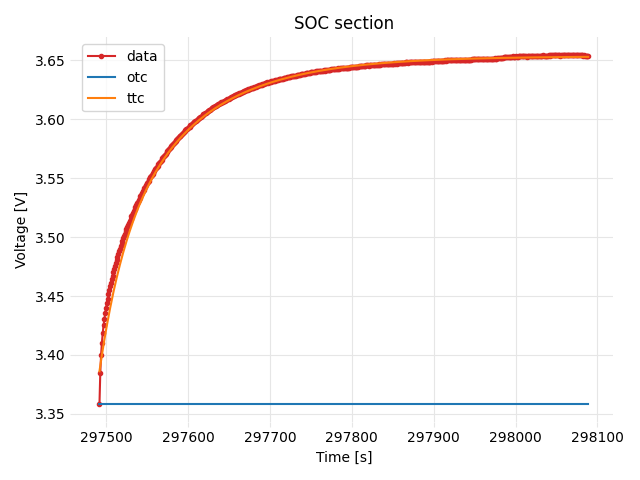 SOC section
data
otc
ttc
3.65
3.60
3.55
3.50
3.45
3.40
3.35
Voltage [V]
297500 297600 297700 297800 297900 298000 298100
Time [s]